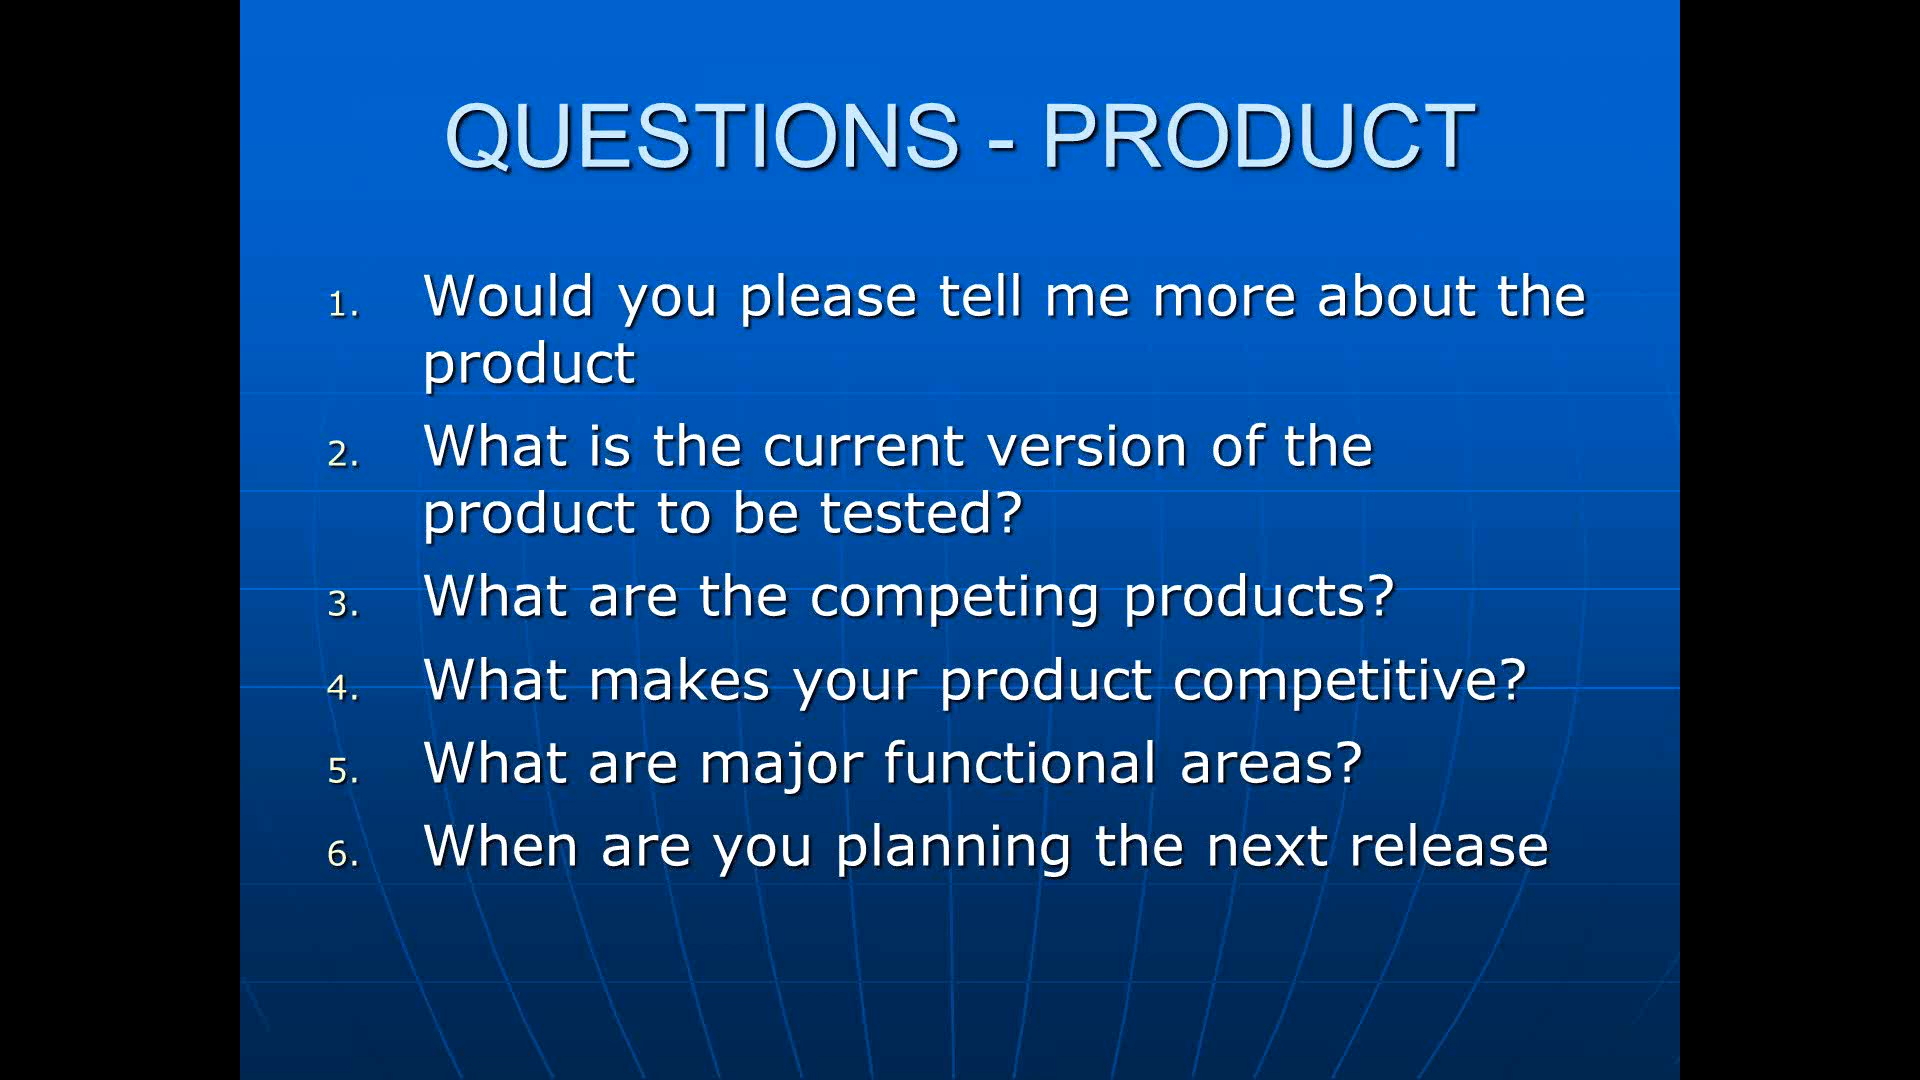 QUESTIONS - PRODUCT
1. Would you please tell me more about the
product
2. What is the current version of the
product to be tested?
3. What are the competing products?
4. What makes your product competitive?
5. What are major functional areas?
6. When are you planning the next release